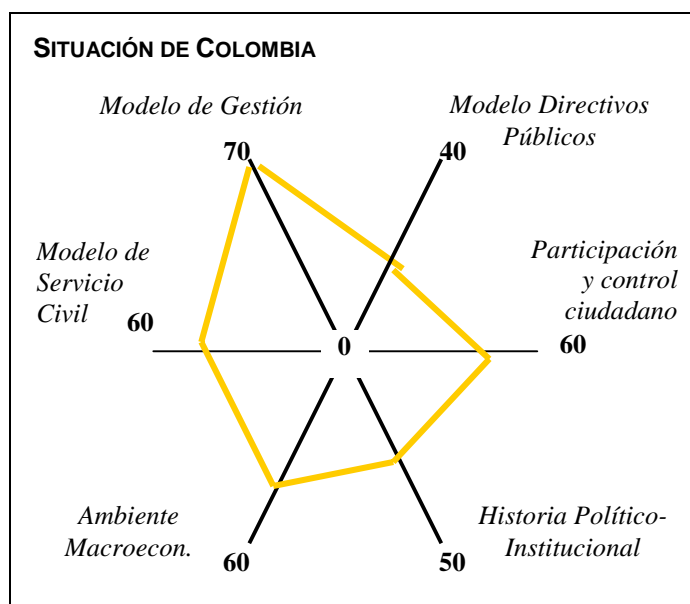 SITUACIÓN DE COLOMBIA
Modelo de Gestión
70
Modelo Directivos
Públicos
40
Modelo de
Servicio
Civil
60
Participación
y control
ciudadano
60
0
Ambiente
Macroecon.
60
Historia Político-
Institucional
50